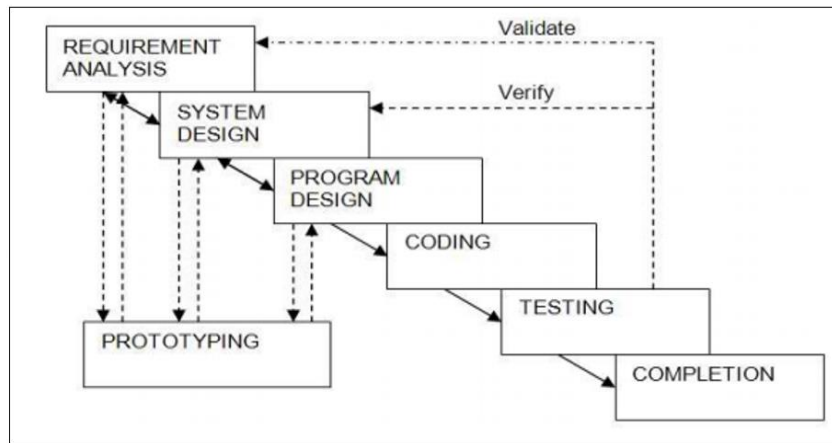 Validate
REQUIREMENT
ANALYSIS
Verify
SYSTEM
DESIGN
PROGRAM
DESIGN
CODING
TESTING
PROTOTYPING
COMPLETION